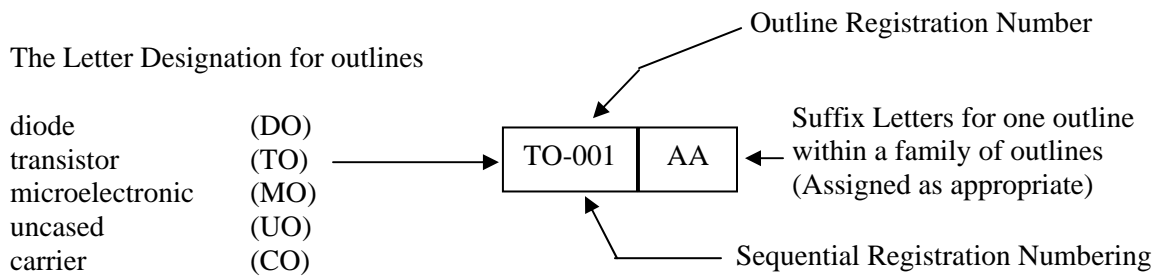 Outline Registration Number
The Letter Designation for outlines
diode (DO)
transistor (TO)
microelectronic (MO)
uncased (UO)
carrier (CO)
TO-001 AA
Suffix Letters for one outline
within a family of outlines
(Assigned as appropriate)
Sequential Registration Numbering